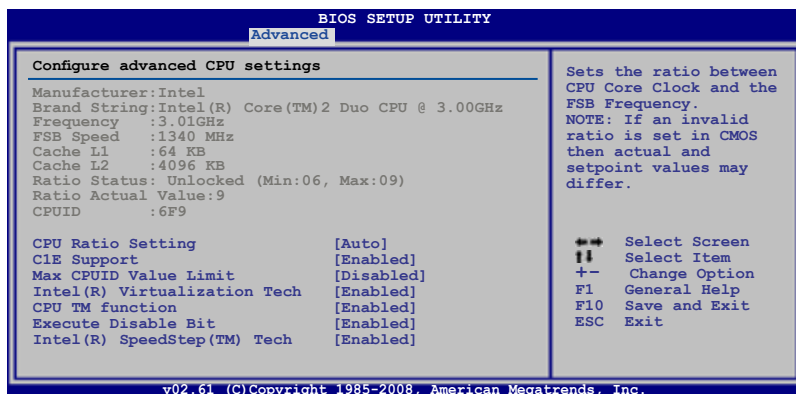 BIOS SETUP UTILITY
Advanced
Configure advanced CPU settings
Manufacturer:Intel
Brand String:Intel(R) Core(TM)2 Duo CPU @ 3.00GHz
Frequency :3.01GHz
FSB Speed :1340 MHz
Cache L1 :64 KB
Cache L2 :4096 KB
Ratio Status: Unlocked (Min:06, Max:09)
Ratio Actual Value:9
CPUID :6F9
CPU Ratio Setting [Auto]
C1E Support [Enabled]
Max CPUID Value Limit [Disabled]
Intel(R) Virtualization Tech [Enabled]
CPU TM function [Enabled]
Execute Disable Bit [Enabled]
Intel(R) SpeedStep(TM) Tech [Enabled]
Sets the ratio between
CPU Core Clock and the
FSB Frequency.
NOTE: If an invalid
ratio is set in CMOS
then actual and
setpoint values may
differ.
←→ Select Screen
↑↓ Select Item
+- Change Option
F1 General Help
F10 Save and Exit
ESC Exit
v02.61 (C)Copyright 1985-2008, American Megatrends, Inc.